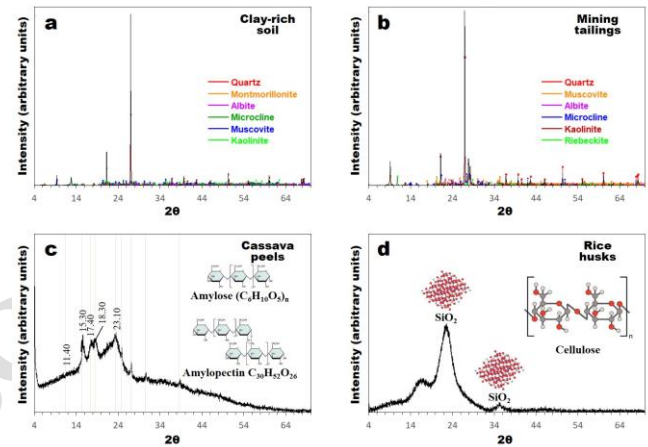 a
Clay-rich
soil
Intensity (arbitrary units)
Quartz
Montmorillonite
Albite
Microcline
Muscovite
Kaolinite
4 14 24 34 44 54 64
2θ
b
Mining
tailings
Intensity (arbitrary units)
Quartz
Muscovite
Albite
Microcline
Kaolinite
Riebeckite
4 14 24 34 44 54 64
2θ
c
Cassava
peels
Intensity (arbitrary units)
11.40
15.30
17.40
18.30
23.10
Amylose (C6H10O5)n
Amylopectin C30H52O26
4 14 24 34 44 54 64
2θ
d
Rice
husks
Intensity (arbitrary units)
SiO2
SiO2
n
Cellulose
4 14 24 34 44 54 64
2θ